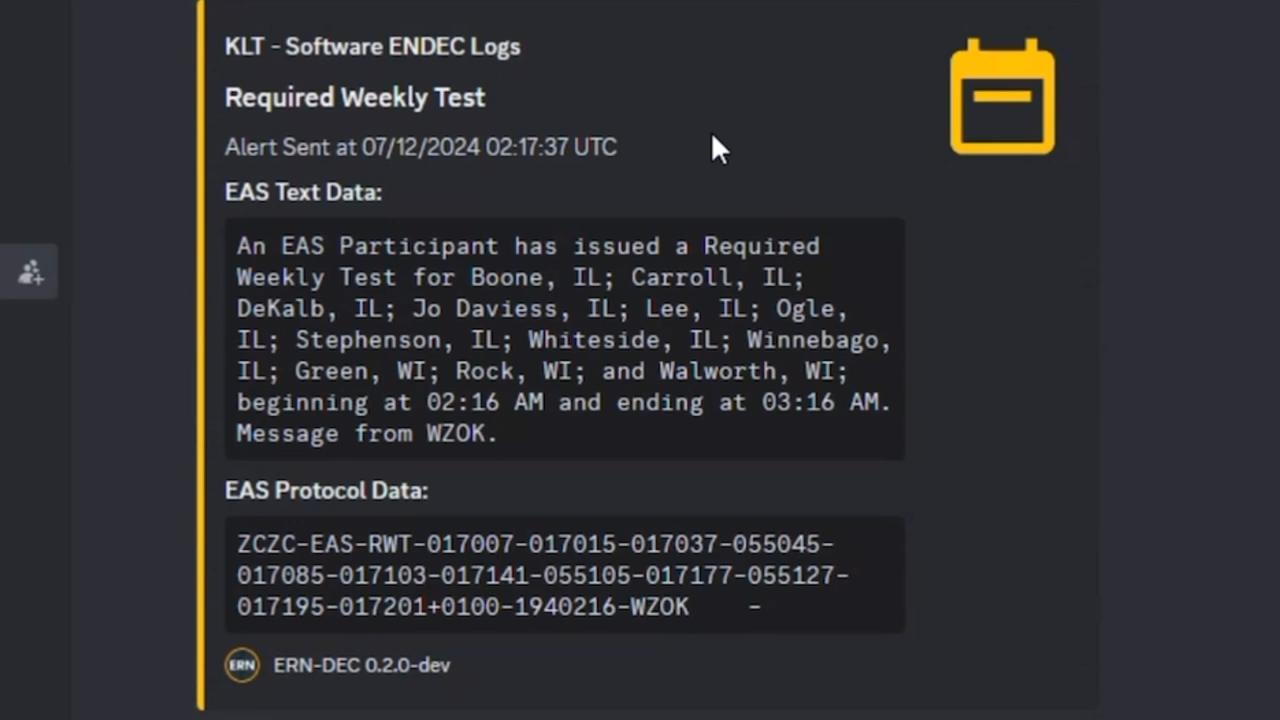 KLT - Software ENDEC Logs
Required Weekly Test
Alert Sent at 07/12/2024 02:17:37 UTC
EAS Text Data:
An EAS Participant has issued a Required
Weekly Test for Boone, IL; Carroll, IL;
DeKalb, IL; Jo Daviess, IL; Lee, IL; Ogle,
IL; Stephenson, IL; Whiteside, IL; Winnebago,
IL; Green, WI; Rock, WI; and Walworth, WI;
beginning at 02:16 AM and ending at 03:16 AM.
Message from WZOK.
EAS Protocol Data:
ZCZC-EAS-RWT-017007-017015-017037-055045-
017085-017103-017141-055105-017177-055127-
017195-017201+0100-1940216-WZOK    -
ERN ERN-DEC 0.2.0-dev